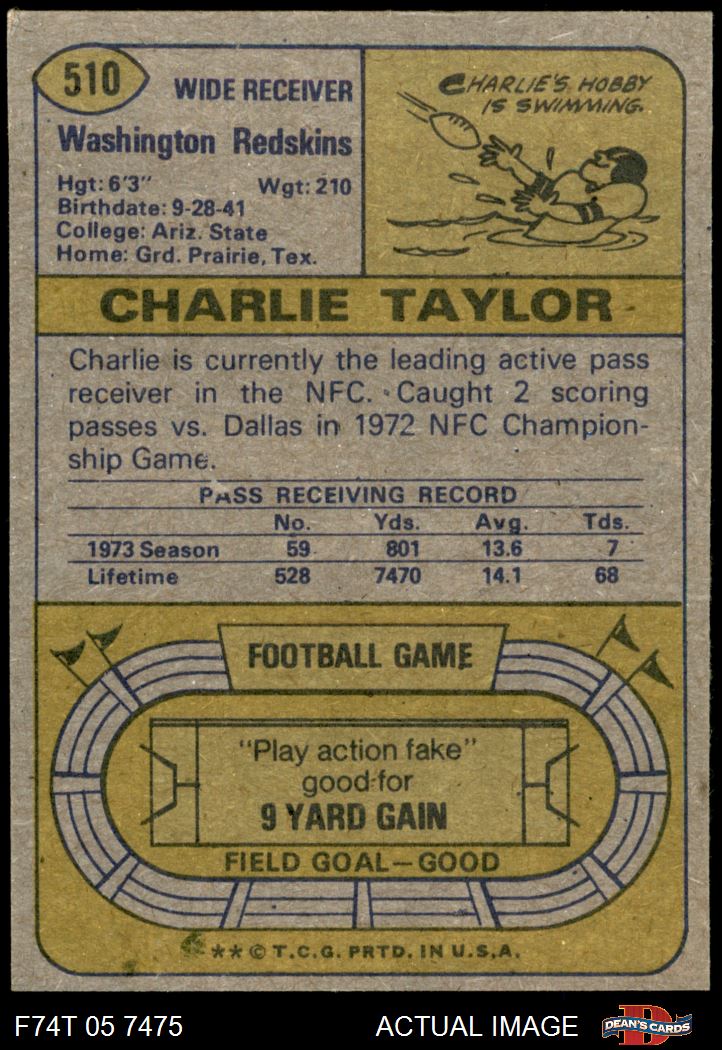 510
WIDE RECEIVER
Washington Redskins
Hgt: 6'3" Wgt: 210
Birthdate: 9-28-41
College: Ariz. State
Home: Grd. Prairie, Tex.
CHARLIE'S HOBBY
IS SWIMMING.
CHARLIE TAYLOR
Charlie is currently the leading active pass
receiver in the NFC. Caught 2 scoring
passes vs. Dallas in 1972 NFC Champion-
ship Game.
PASS RECEIVING RECORD
No. Yds. Avg. Tds.
1973 Season 59 801 13.6 7
Lifetime 528 7470 14.1 68
FOOTBALL GAME
"Play action fake"
good for
9 YARD GAIN
FIELD GOAL—GOOD
** © T.C.G. PRTD. IN U.S.A.
F74T 05 7475 ACTUAL IMAGE
D
DEAN'S CARDS